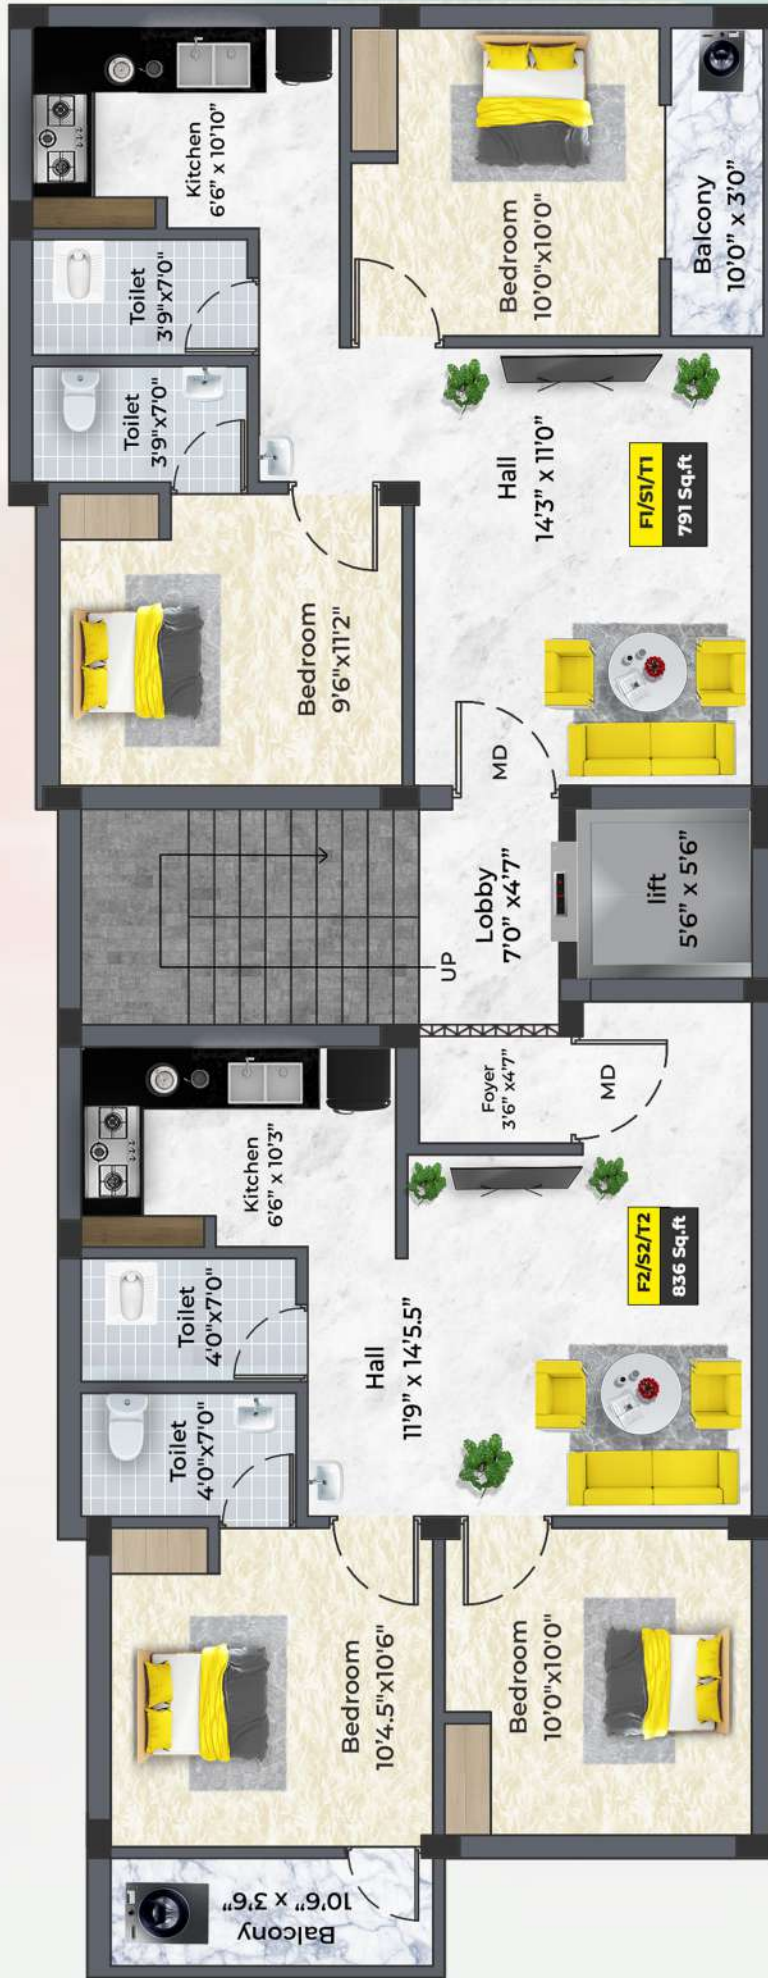 Kitchen
6'6" x 10'10"
Bedroom
10'0"x10'0"
Balcony
10'0" x 3'0"
Toilet
3'9"x7'0"
Toilet
3'9"x7'0"
Hall
14'3" x 11'0"
F1/S1/T1
791 Sq.ft
Bedroom
9'6"x11'2"
MD
Lobby
7'0" x4'7"
lift
5'6" x 5'6"
UP
Foyer
3'6" x4'7"
MD
Kitchen
6'6" x 10'3"
Toilet
4'0"x7'0"
Hall
11'9" x 14'5.5"
F2/S2/T2
836 Sq.ft
Toilet
4'0"x7'0"
Bedroom
10'4.5"x10'6"
Bedroom
10'0"x10'0"
Balcony
10'6" x 3'6"